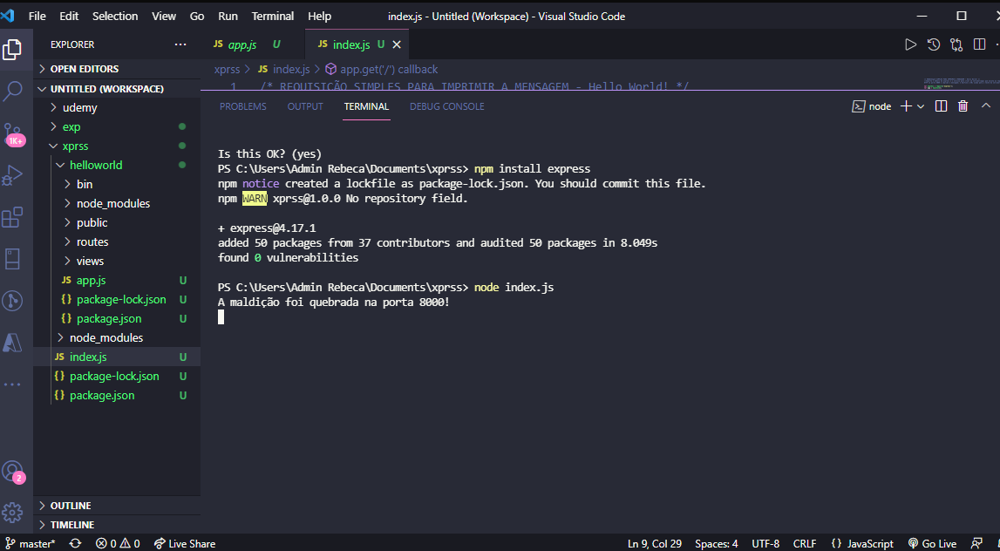 File Edit Selection View Go Run Terminal Help index.js - Untitled (Workspace) - Visual Studio Code
EXPLORER
JS app.js U
JS index.js U
OPEN EDITORS
UNTITLED (WORKSPACE)
udemy
exp
xprss
helloworld
bin
node_modules
public
routes
views
JS app.js U
{} package-lock.json U
{} package.json U
node_modules
JS index.js U
{} package-lock.json U
{} package.json U
OUTLINE
TIMELINE
1K+
2
xprss > JS index.js > app.get('/') callback
1 /* REQUISIÇÃO SIMPLES PARA IMPRIMIR A MENSAGEM - Hello World! */
PROBLEMS OUTPUT TERMINAL DEBUG CONSOLE node
Is this OK? (yes)
PS C:\Users\Admin Rebeca\Documents\xprss> npm install express
npm notice created a lockfile as package-lock.json. You should commit this file.
npm WARN xprss@1.0.0 No repository field.
+ express@4.17.1
added 50 packages from 37 contributors and audited 50 packages in 8.049s
found 0 vulnerabilities
PS C:\Users\Admin Rebeca\Documents\xprss> node index.js
A maldição foi quebrada na porta 8000!
master* 0 0 Live Share Ln 9, Col 29 Spaces: 4 UTF-8 CRLF {} JavaScript Go Live